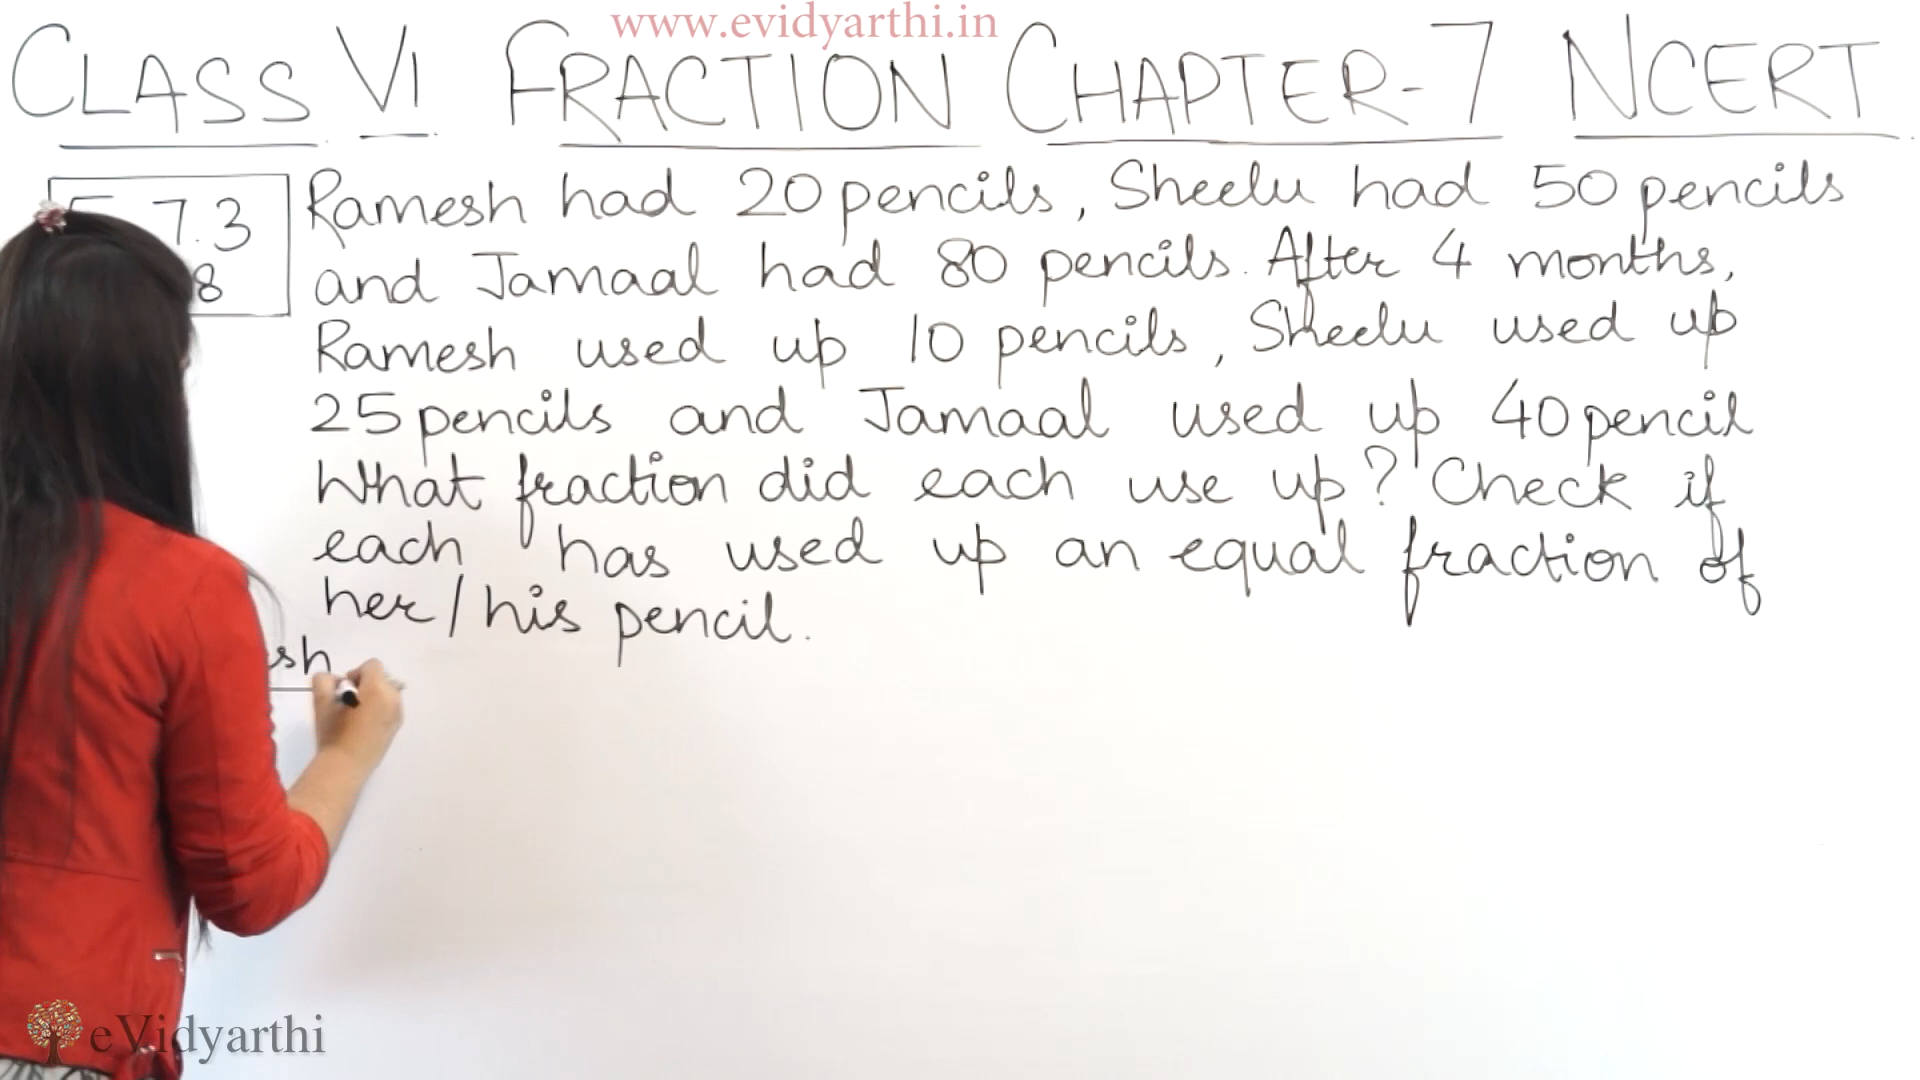 www.evidyarthi.in
CLASS VI FRACTION CHAPTER-7 NCERT
7.3
8
Ramesh had 20 pencils, Sheelu had 50 pencils
and Jamaal had 80 pencils. After 4 months,
Ramesh used up 10 pencils, Sheelu used up
25 pencils and Jamaal used up 40 pencil
What fraction did each use up? Check if
each has used up an equal fraction of
her/his pencil.
sh
eVidyarthi